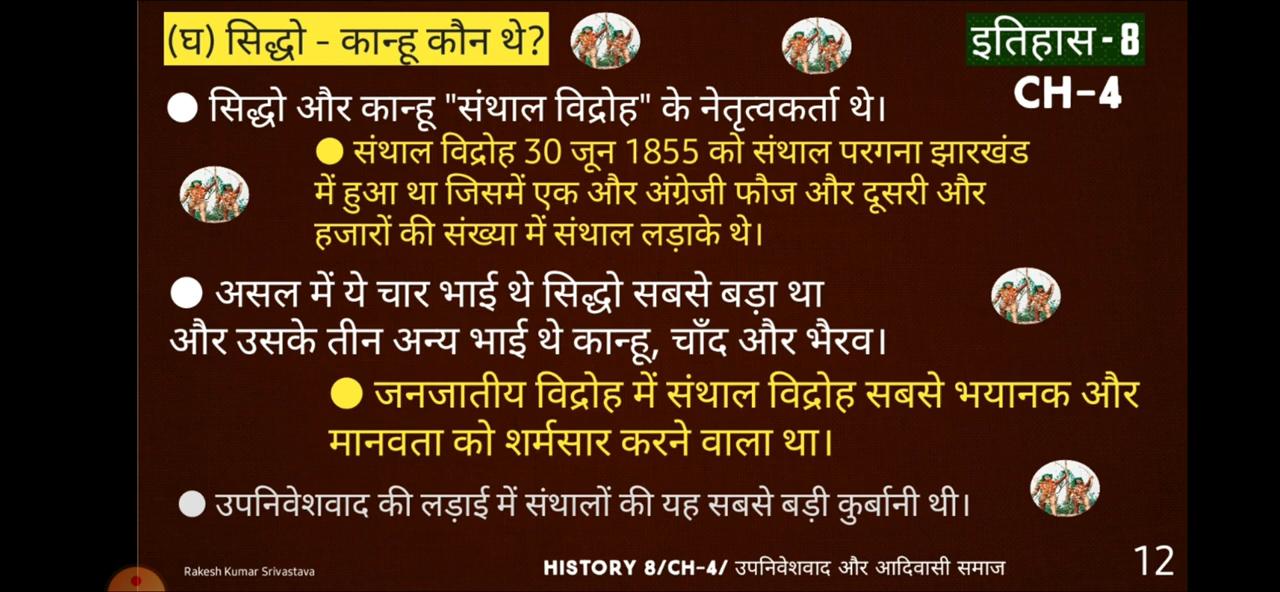 (घ) सिद्धो - कान्हू कौन थे?
इतिहास - 8
CH-4
सिद्धो और कान्हू "संथाल विद्रोह" के नेतृत्वकर्ता थे।
संथाल विद्रोह 30 जून 1855 को संथाल परगना झारखंड
में हुआ था जिसमें एक और अंग्रेजी फौज और दूसरी और
हजारों की संख्या में संथाल लड़ाके थे।
असल में ये चार भाई थे सिद्धो सबसे बड़ा था
और उसके तीन अन्य भाई थे कान्हू, चाँद और भैरव।
जनजातीय विद्रोह में संथाल विद्रोह सबसे भयानक और
मानवता को शर्मसार करने वाला था।
उपनिवेशवाद की लड़ाई में संथालों की यह सबसे बड़ी कुर्बानी थी।
Rakesh Kumar Srivastava
HISTORY 8/CH-4/ उपनिवेशवाद और आदिवासी समाज
12